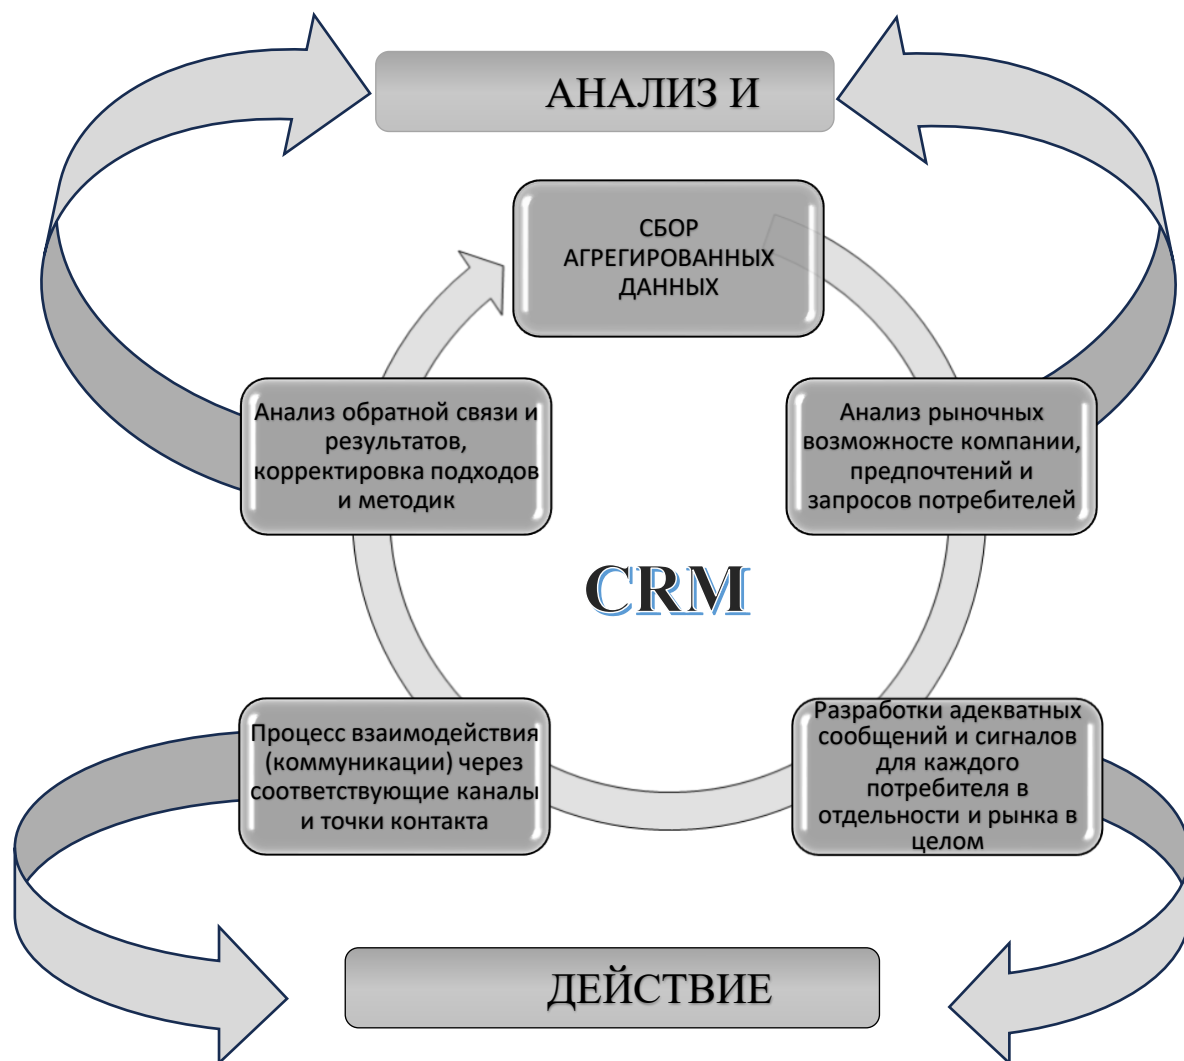 АНАЛИЗ И
СБОР
АГРЕГИРОВАННЫХ
ДАННЫХ
Анализ обратной связи и
результатов,
корректировка подходов
и методик
Анализ рыночных
возможносте компании,
предпочтений и
запросов потребителей
CRM
Процесс взаимодействия
(коммуникации) через
соответствующие каналы
и точки контакта
Разработки адекватных
сообщений и сигналов
для каждого
потребителя в
отдельности и рынка в
целом
ДЕЙСТВИЕ